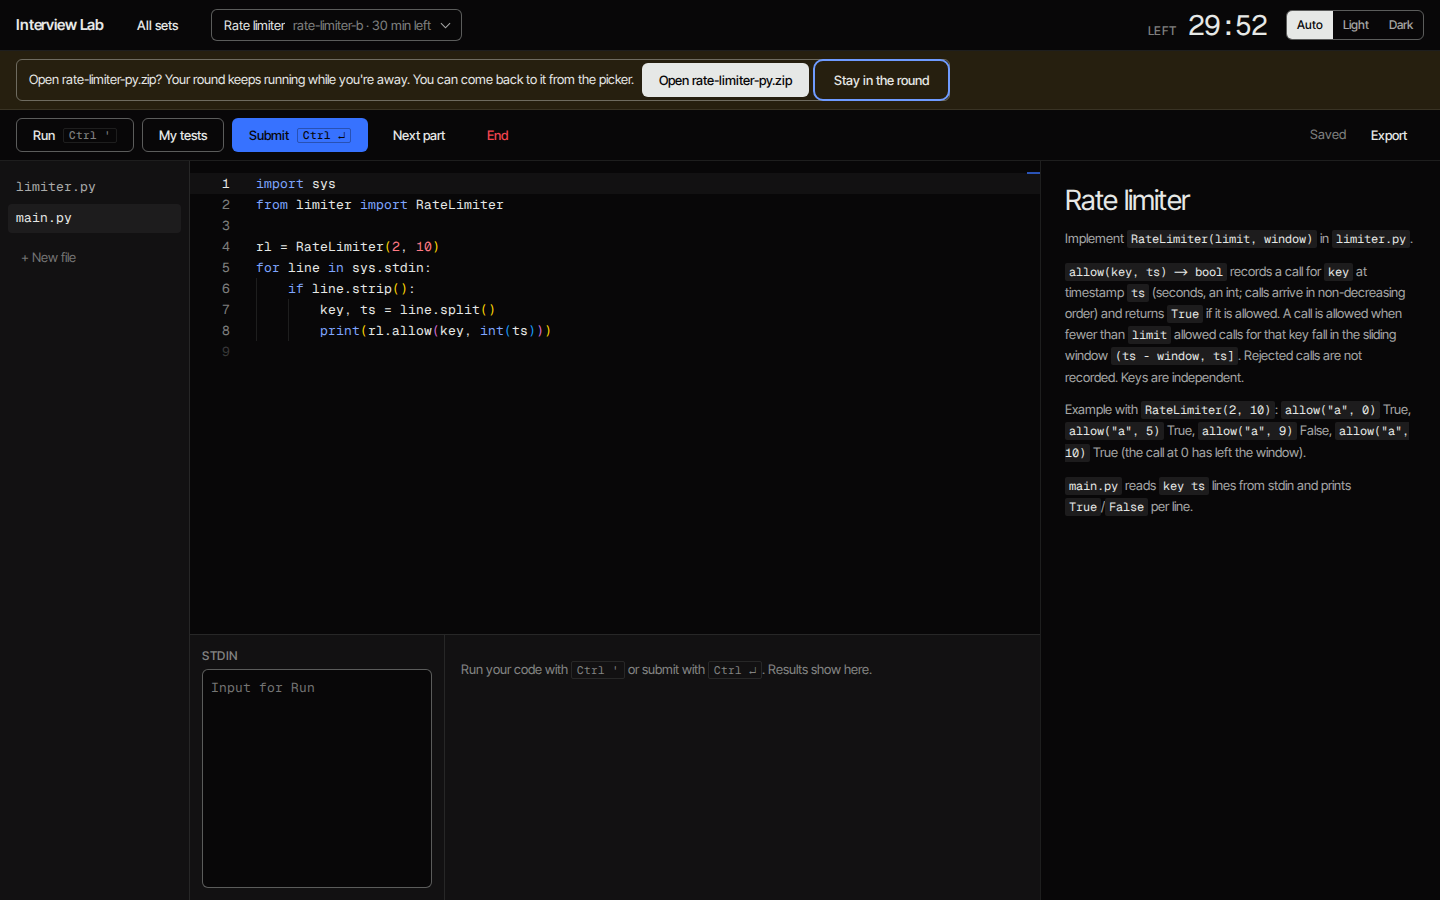 Interview Lab All sets Rate limiter rate-limiter-b · 30 min left LEFT 29:52 Auto Light Dark
Open rate-limiter-py.zip? Your round keeps running while you're away. You can come back to it from the picker. Open rate-limiter-py.zip Stay in the round
Run Ctrl ' My tests Submit Ctrl ↵ Next part End Saved Export
limiter.py
main.py
+ New file
1 import sys
2 from limiter import RateLimiter
3
4 rl = RateLimiter(2, 10)
5 for line in sys.stdin:
6     if line.strip():
7         key, ts = line.split()
8         print(rl.allow(key, int(ts)))
9
STDIN
Input for Run
Run your code with Ctrl ' or submit with Ctrl ↵. Results show here.
Rate limiter
Implement RateLimiter(limit, window) in limiter.py.
allow(key, ts) → bool records a call for key at
timestamp ts (seconds, an int; calls arrive in non-decreasing
order) and returns True if it is allowed. A call is allowed when
fewer than limit allowed calls for that key fall in the sliding
window (ts - window, ts]. Rejected calls are not
recorded. Keys are independent.
Example with RateLimiter(2, 10): allow("a", 0) True,
allow("a", 5) True, allow("a", 9) False, allow("a",
10) True (the call at 0 has left the window).
main.py reads key ts lines from stdin and prints
True/False per line.